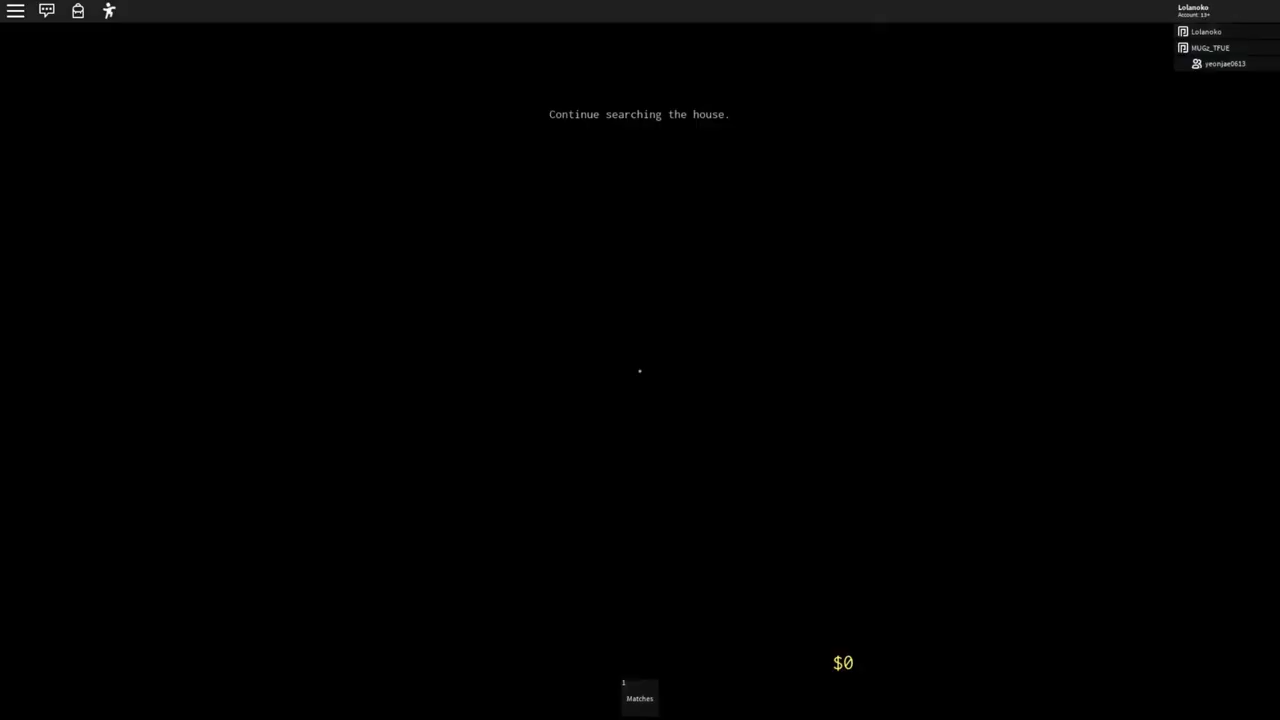 Lolanoko
Account: 13+
Lolanoko
MUGz_TFUE
yeonjae0613
Continue searching the house.
$0
1
Matches